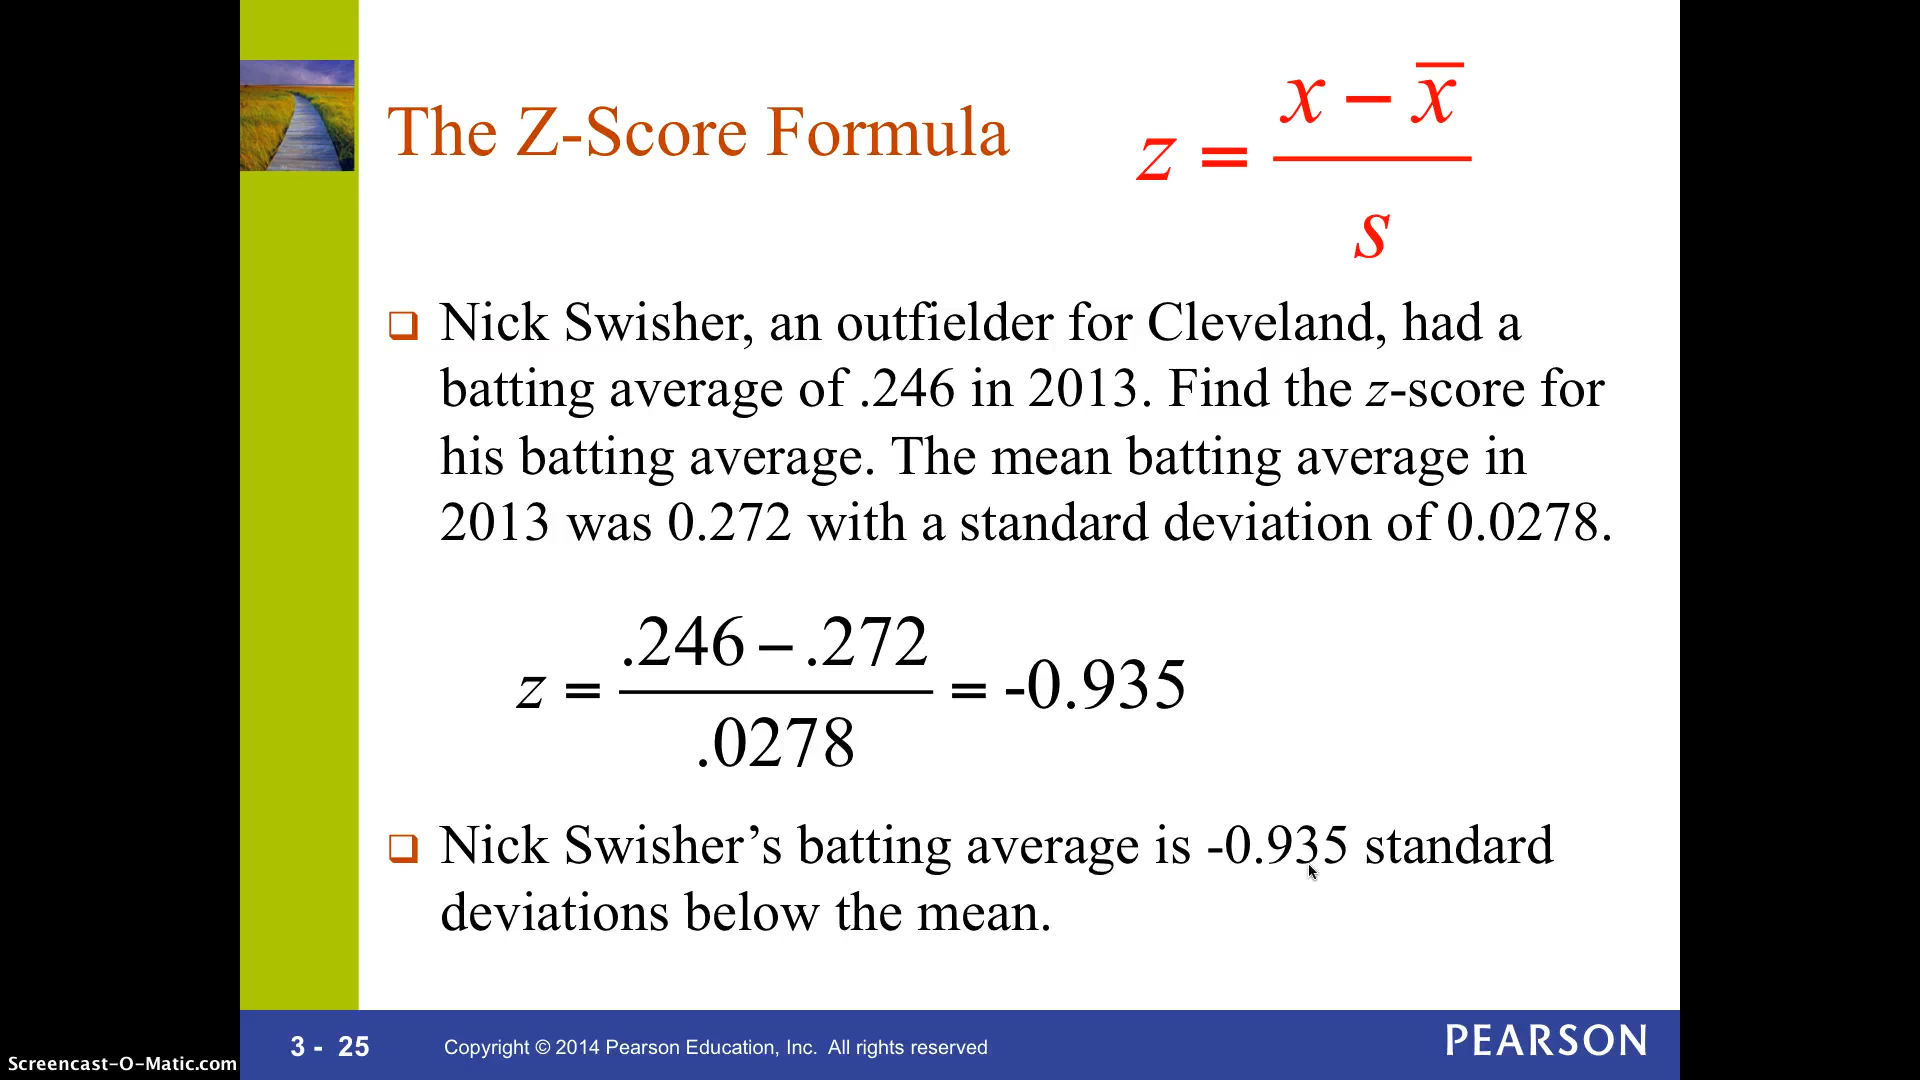 The Z-Score Formula
z = x − x̄ / s
❑ Nick Swisher, an outfielder for Cleveland, had a
batting average of .246 in 2013. Find the z-score for
his batting average. The mean batting average in
2013 was 0.272 with a standard deviation of 0.0278.
z = .246 − .272 / .0278 = -0.935
❑ Nick Swisher’s batting average is -0.935 standard
deviations below the mean.
3 - 25
Copyright © 2014 Pearson Education, Inc. All rights reserved
PEARSON
Screencast-O-Matic.com